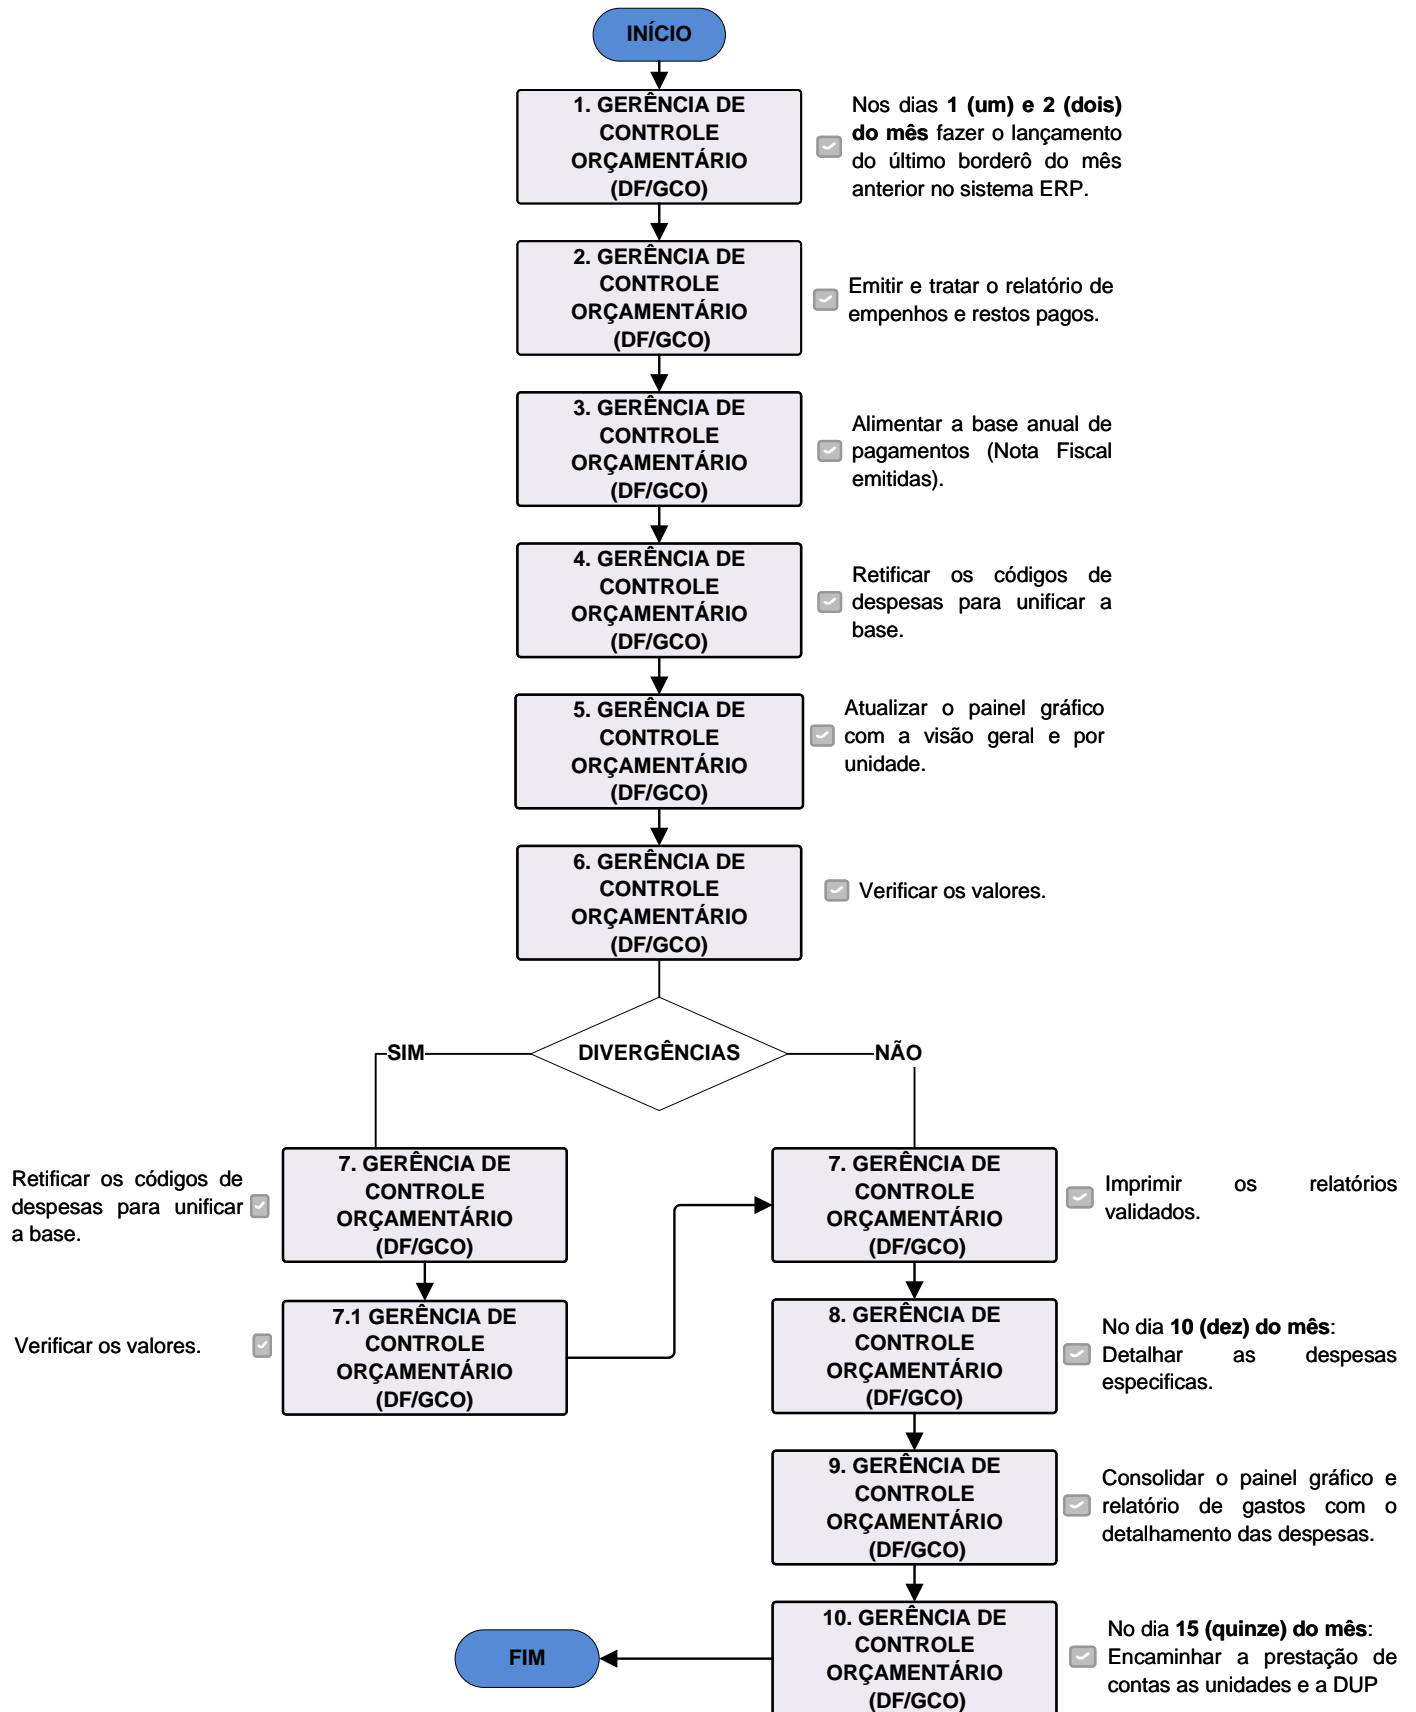 INÍCIO
1. GERÊNCIA DE
CONTROLE
ORÇAMENTÁRIO
(DF/GCO)
Nos dias 1 (um) e 2 (dois)
do mês fazer o lançamento
do último borderô do mês
anterior no sistema ERP.
2. GERÊNCIA DE
CONTROLE
ORÇAMENTÁRIO
(DF/GCO)
Emitir e tratar o relatório de
empenhos e restos pagos.
3. GERÊNCIA DE
CONTROLE
ORÇAMENTÁRIO
(DF/GCO)
Alimentar a base anual de
pagamentos (Nota Fiscal
emitidas).
4. GERÊNCIA DE
CONTROLE
ORÇAMENTÁRIO
(DF/GCO)
Retificar os códigos de
despesas para unificar a
base.
5. GERÊNCIA DE
CONTROLE
ORÇAMENTÁRIO
(DF/GCO)
Atualizar o painel gráfico
com a visão geral e por
unidade.
6. GERÊNCIA DE
CONTROLE
ORÇAMENTÁRIO
(DF/GCO)
Verificar os valores.
SIM
DIVERGÊNCIAS
NÃO
Retificar os códigos de
despesas para unificar
a base.
7. GERÊNCIA DE
CONTROLE
ORÇAMENTÁRIO
(DF/GCO)
7. GERÊNCIA DE
CONTROLE
ORÇAMENTÁRIO
(DF/GCO)
Imprimir os relatórios
validados.
Verificar os valores.
7.1 GERÊNCIA DE
CONTROLE
ORÇAMENTÁRIO
(DF/GCO)
8. GERÊNCIA DE
CONTROLE
ORÇAMENTÁRIO
(DF/GCO)
No dia 10 (dez) do mês:
Detalhar as despesas
especificas.
9. GERÊNCIA DE
CONTROLE
ORÇAMENTÁRIO
(DF/GCO)
Consolidar o painel gráfico e
relatório de gastos com o
detalhamento das despesas.
FIM
10. GERÊNCIA DE
CONTROLE
ORÇAMENTÁRIO
(DF/GCO)
No dia 15 (quinze) do mês:
Encaminhar a prestação de
contas as unidades e a DUP